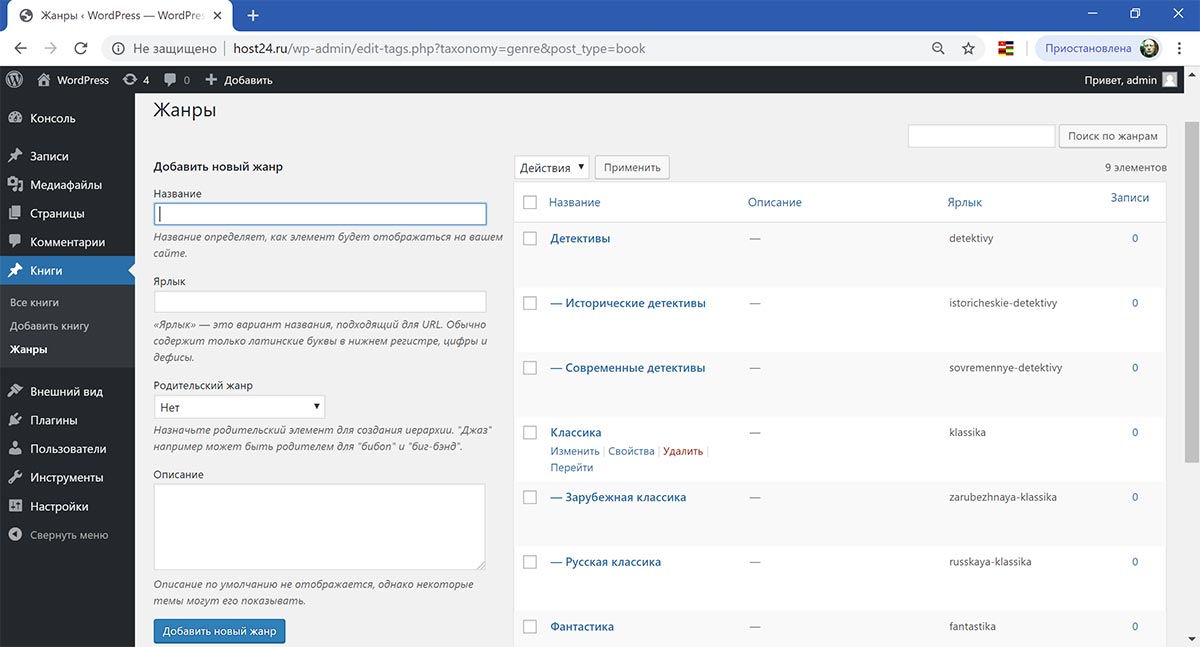 Жанры ‹ WordPress — WordPres
Не защищено | host24.ru/wp-admin/edit-tags.php?taxonomy=genre&post_type=book
Приостановлена
WordPress 4 0 + Добавить
Привет, admin
Консоль
Записи
Медиафайлы
Страницы
Комментарии
Книги
Все книги
Добавить книгу
Жанры
Внешний вид
Плагины
Пользователи
Инструменты
Настройки
Свернуть меню
Жанры
Поиск по жанрам
Добавить новый жанр
Название
Название определяет, как элемент будет отображаться на вашем
сайте.
Ярлык
«Ярлык» — это вариант названия, подходящий для URL. Обычно
содержит только латинские буквы в нижнем регистре, цифры и
дефисы.
Родительский жанр
Нет
Назначьте родительский элемент для создания иерархии. "Джаз"
например может быть родителем для "бибоп" и "биг-бэнд".
Описание
Описание по умолчанию не отображается, однако некоторые
темы могут его показывать.
Добавить новый жанр
Действия Применить
9 элементов
Название Описание Ярлык Записи
Детективы — detektivy 0
— Исторические детективы — istoricheskie-detektivy 0
— Современные детективы — sovremennye-detektivy 0
Классика — klassika 0
Изменить | Свойства | Удалить |
Перейти
— Зарубежная классика — zarubezhnaya-klassika 0
— Русская классика — russkaya-klassika 0
Фантастика — fantastika 0